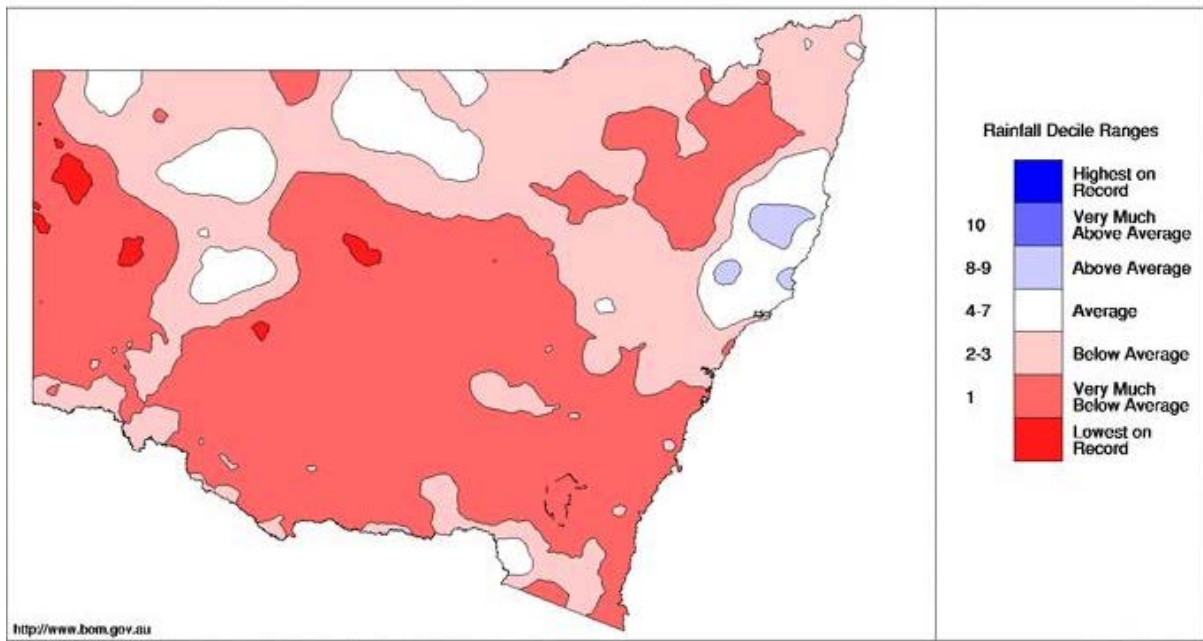 Rainfall Decile Ranges
Highest on
Record
10
Very Much
Above Average
8-9
Above Average
4-7
Average
2-3
Below Average
1
Very Much
Below Average
Lowest on
Record
http://www.bom.gov.au